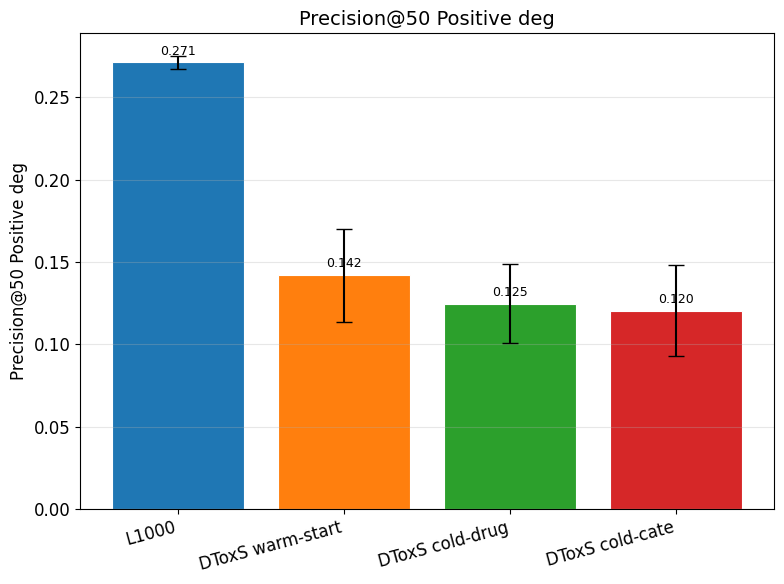 Precision@50 Positive deg
Precision@50 Positive deg
0.25
0.20
0.15
0.10
0.05
0.00
0.271
0.142
0.125
0.120
L1000
DToxS warm-start
DToxS cold-drug
DToxS cold-cate